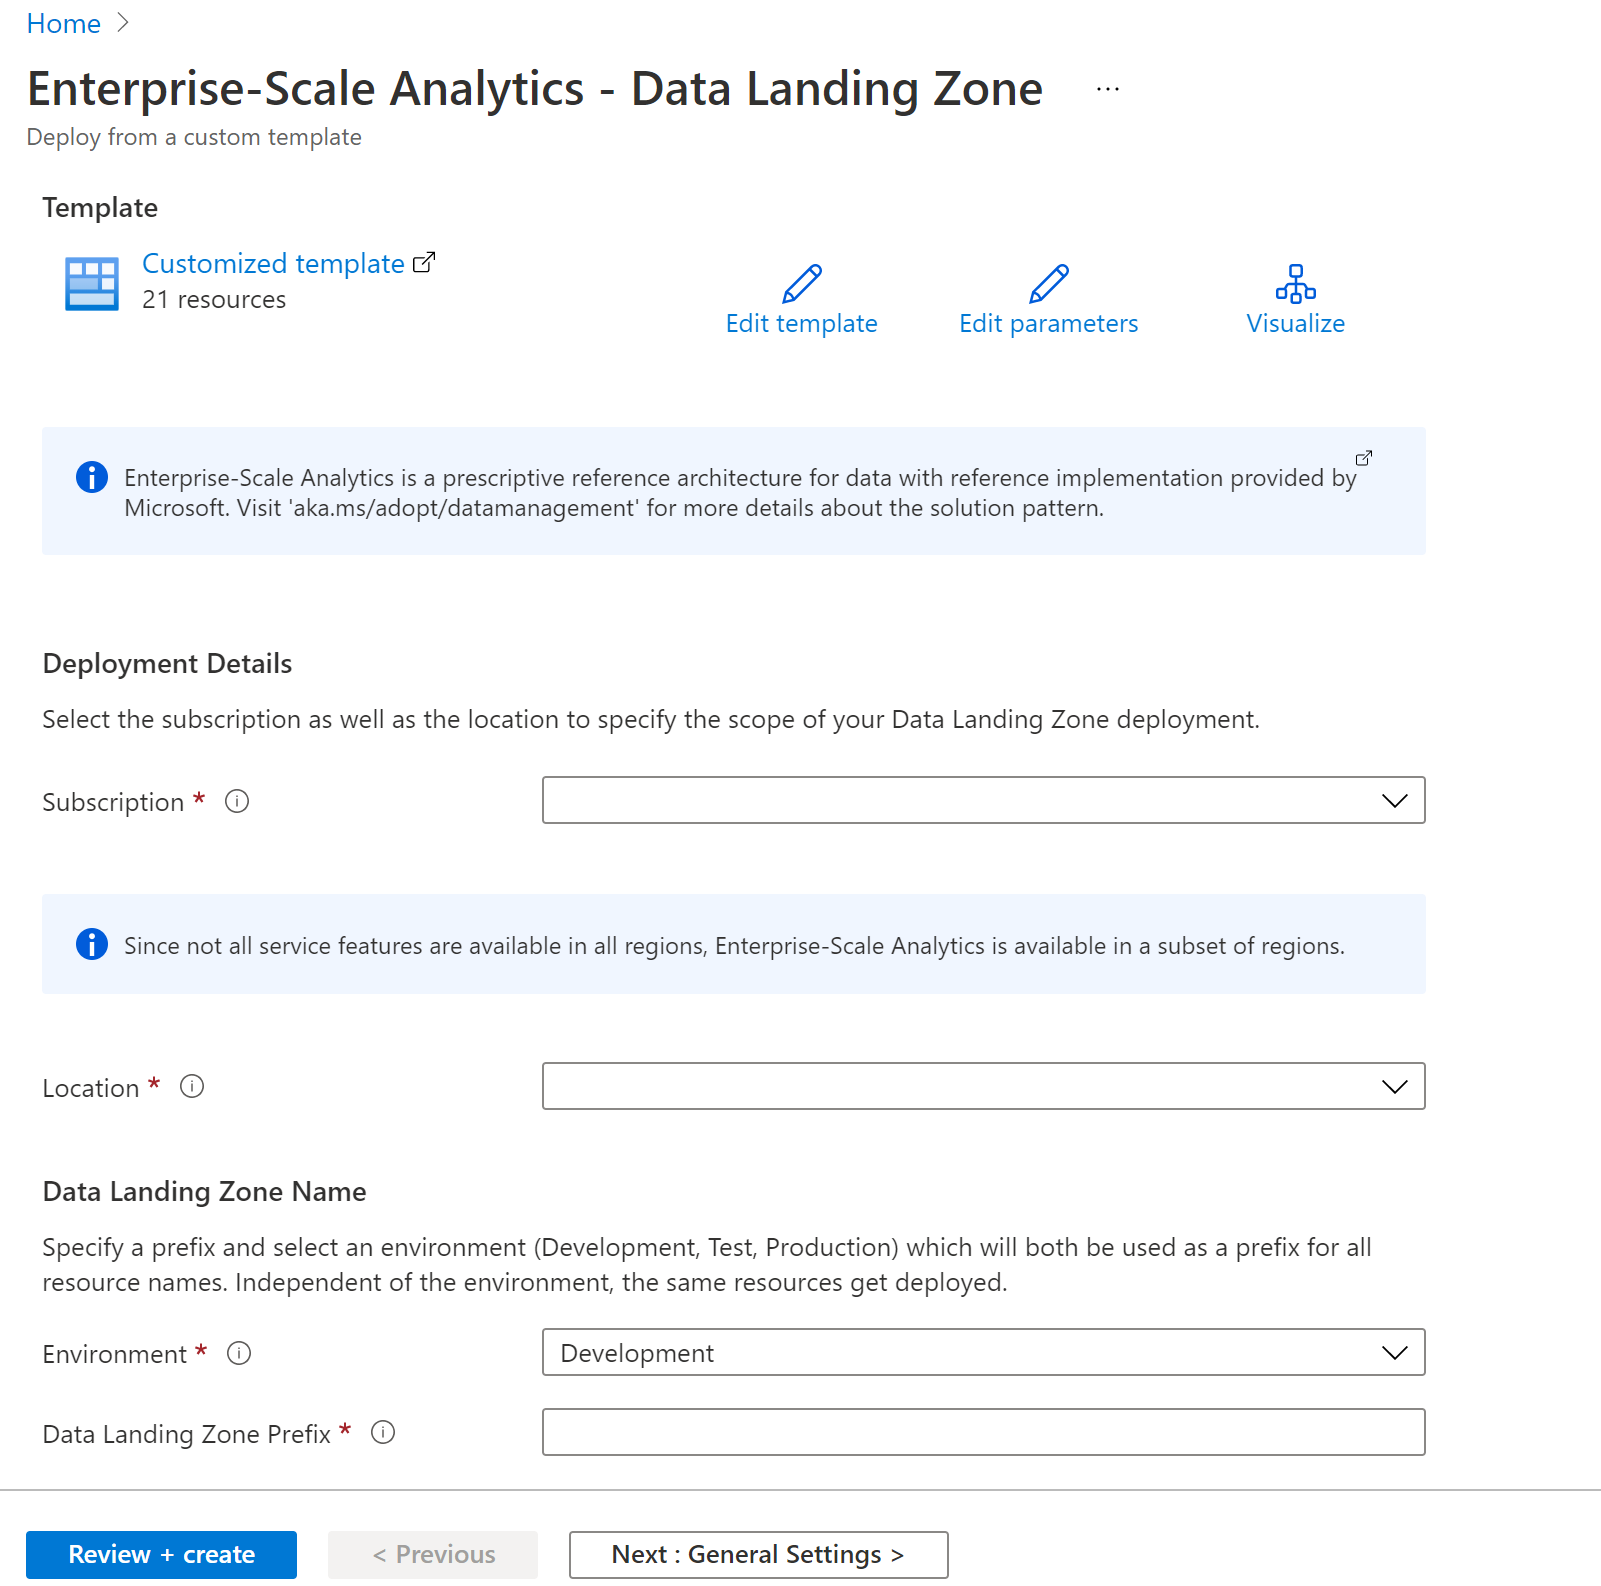 Home >
Enterprise-Scale Analytics - Data Landing Zone ...
Deploy from a custom template
Template
Customized template
21 resources
Edit template
Edit parameters
Visualize
Enterprise-Scale Analytics is a prescriptive reference architecture for data with reference implementation provided by
Microsoft. Visit 'aka.ms/adopt/datamanagement' for more details about the solution pattern.
Deployment Details
Select the subscription as well as the location to specify the scope of your Data Landing Zone deployment.
Subscription *
Since not all service features are available in all regions, Enterprise-Scale Analytics is available in a subset of regions.
Location *
Data Landing Zone Name
Specify a prefix and select an environment (Development, Test, Production) which will both be used as a prefix for all
resource names. Independent of the environment, the same resources get deployed.
Environment *
Development
Data Landing Zone Prefix *
Review + create
< Previous
Next : General Settings >